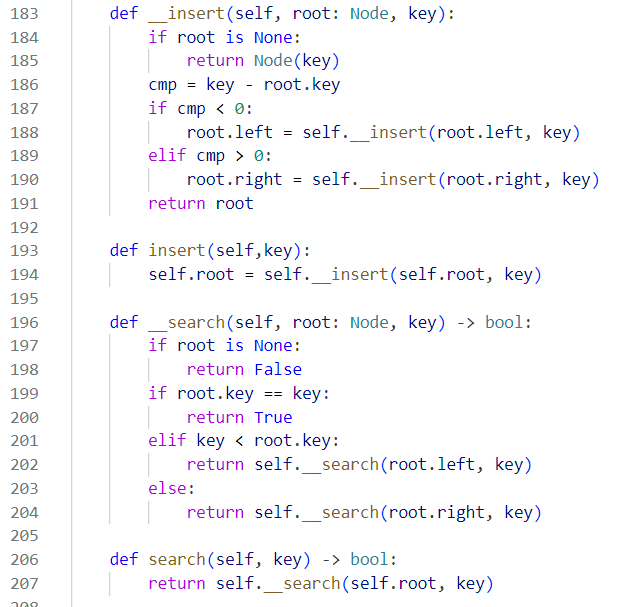 183 def __insert(self, root: Node, key):
184 if root is None:
185 return Node(key)
186 cmp = key - root.key
187 if cmp < 0:
188 root.left = self.__insert(root.left, key)
189 elif cmp > 0:
190 root.right = self.__insert(root.right, key)
191 return root
192
193 def insert(self,key):
194 self.root = self.__insert(self.root, key)
195
196 def __search(self, root: Node, key) -> bool:
197 if root is None:
198 return False
199 if root.key == key:
200 return True
201 elif key < root.key:
202 return self.__search(root.left, key)
203 else:
204 return self.__search(root.right, key)
205
206 def search(self, key) -> bool:
207 return self.__search(self.root, key)
208